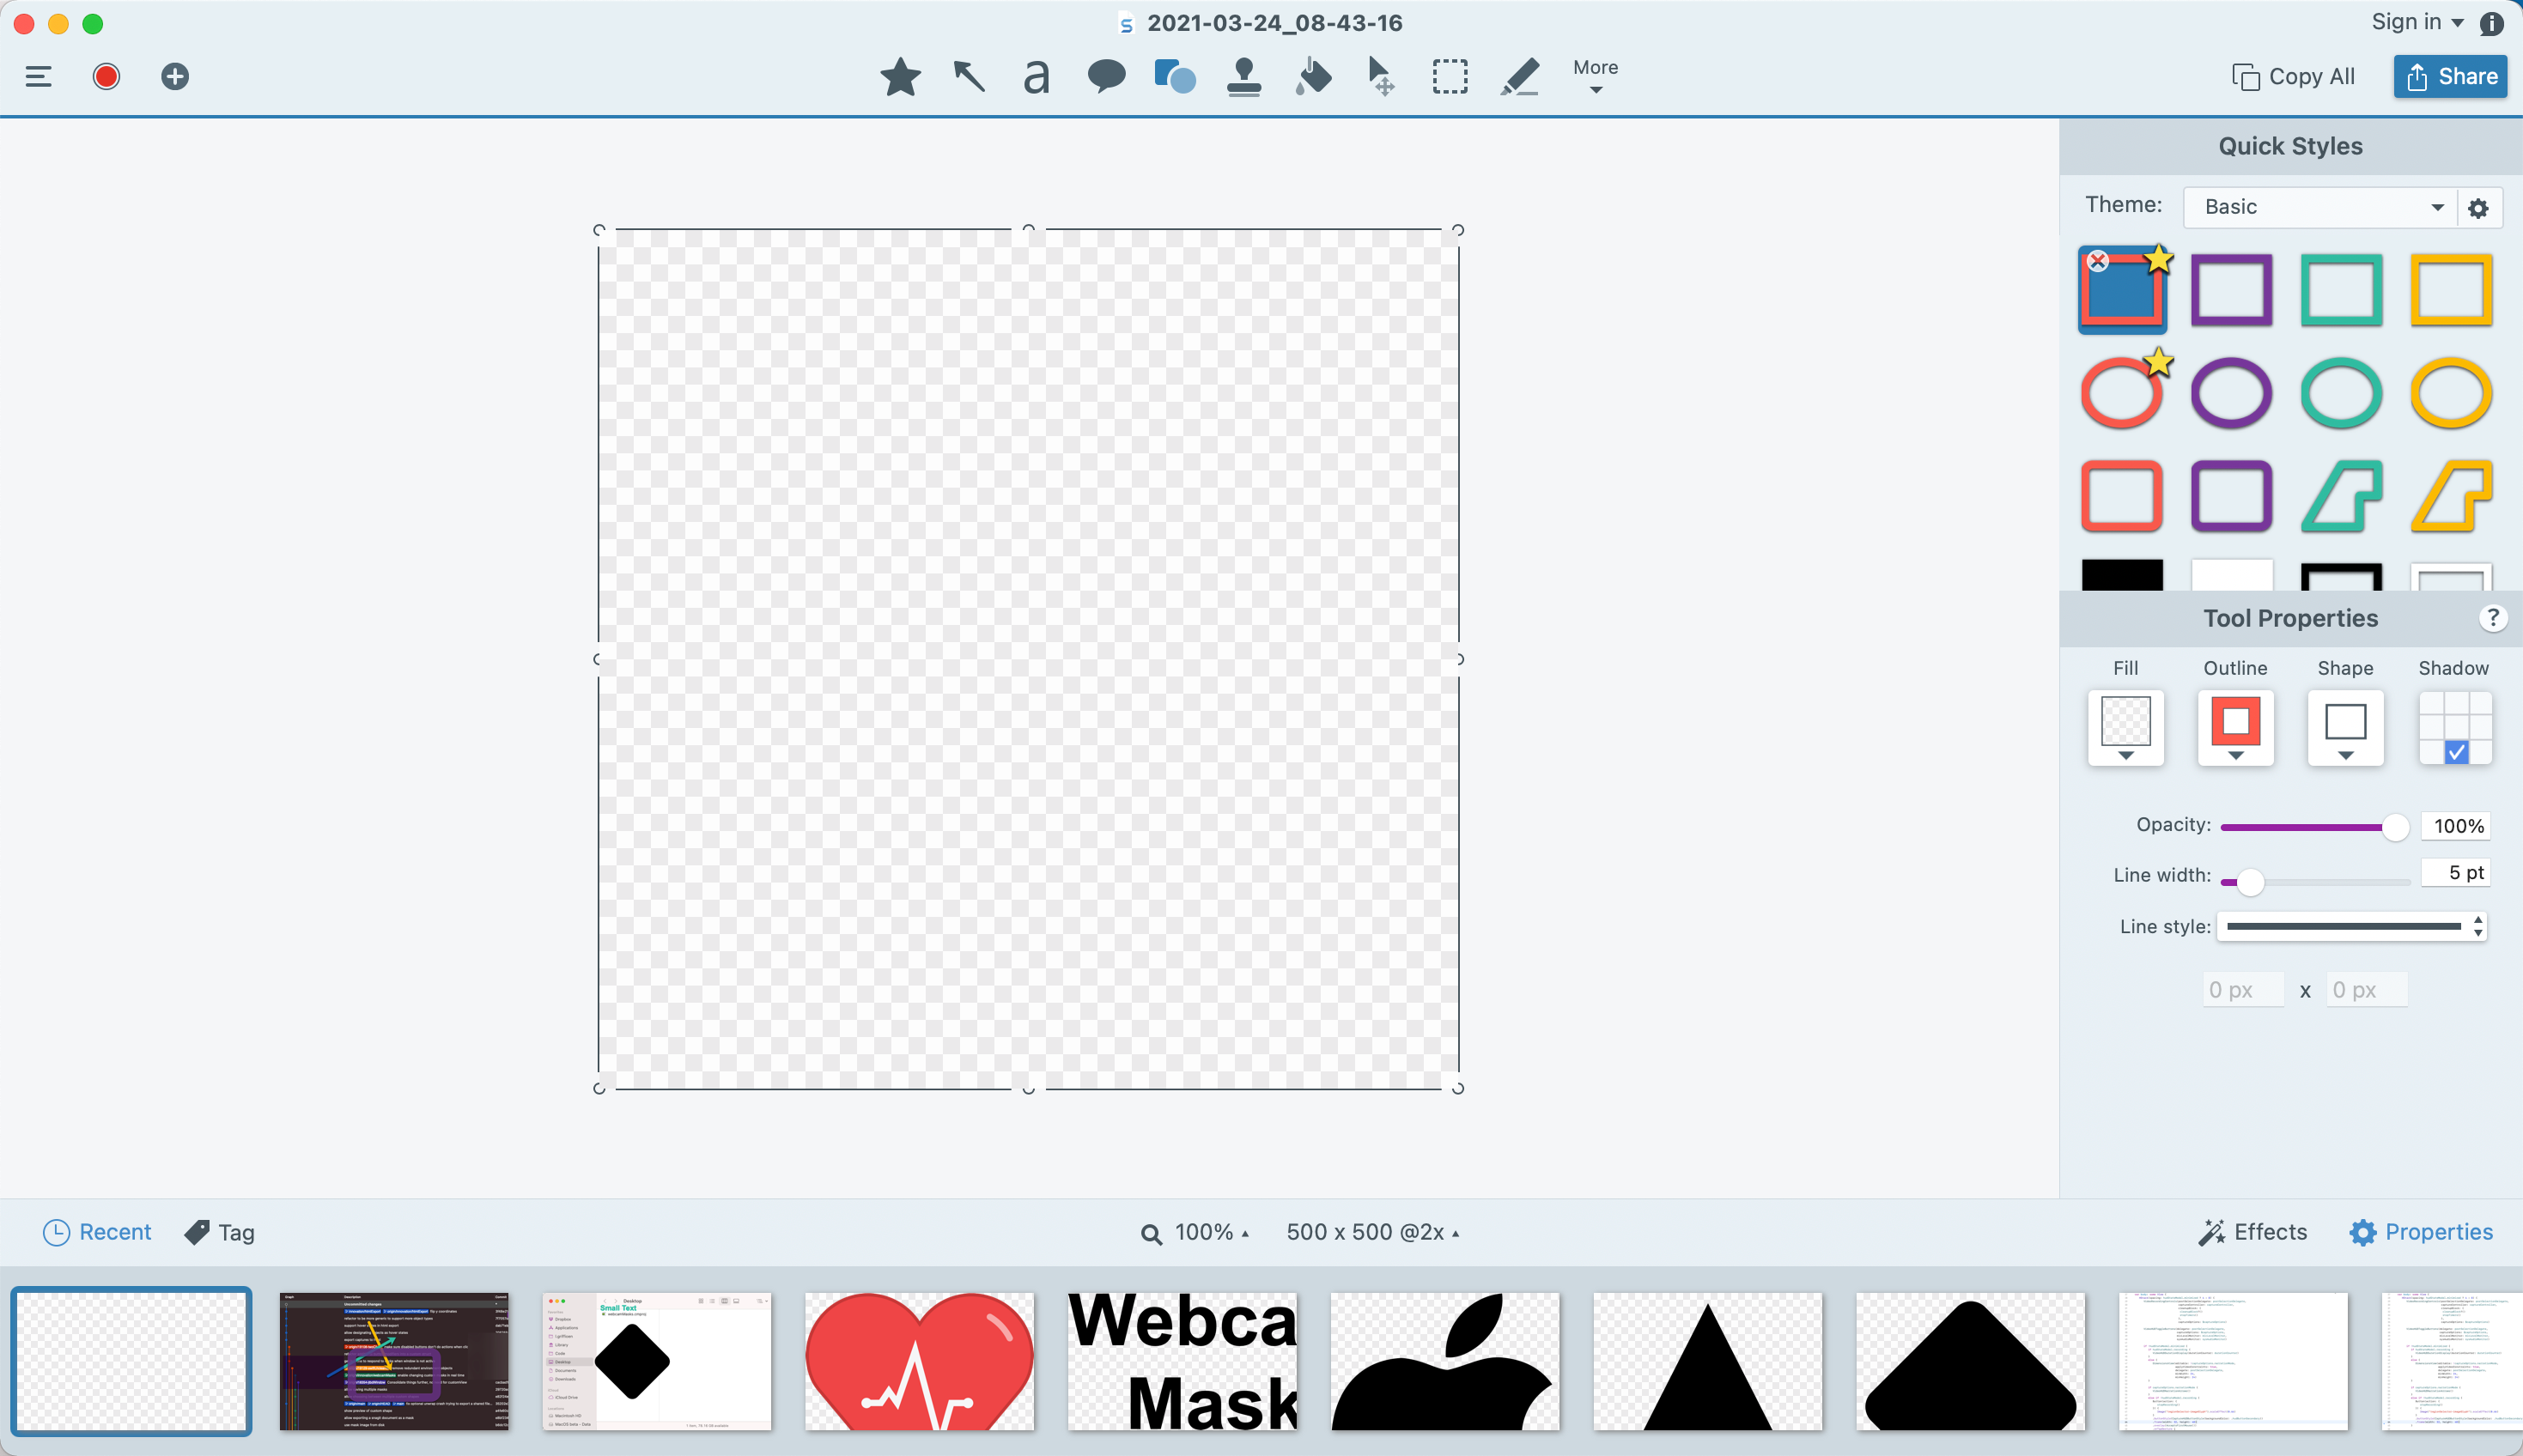 2021-03-24_08-43-16
Sign in
a
More
Copy All
Share
Quick Styles
Theme:
Basic
Tool Properties
?
Fill
Outline
Shape
Shadow
Opacity:
100%
Line width:
5 pt
Line style:
0 px
x
0 px
Recent
Tag
100%
500 x 500 @2x
Effects
Properties
Desktop
Small Text
Webca
Mask